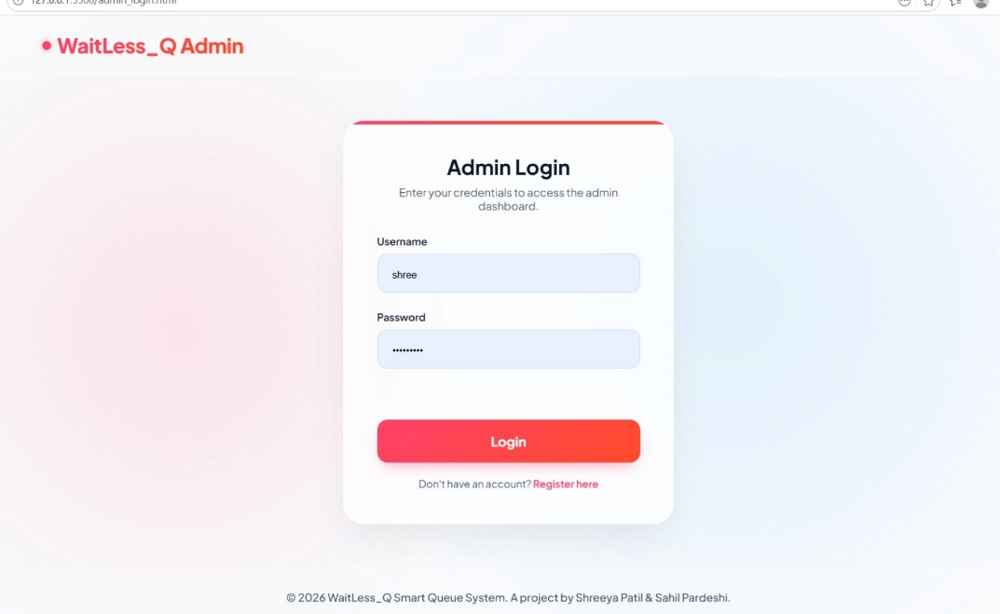 127.0.0.1:5500/admin_login.html
WaitLess_Q Admin
Admin Login
Enter your credentials to access the admin
dashboard.
Username
shree
Password
•••••••••
Login
Don't have an account? Register here
© 2026 WaitLess_Q Smart Queue System. A project by Shreeya Patil & Sahil Pardeshi.